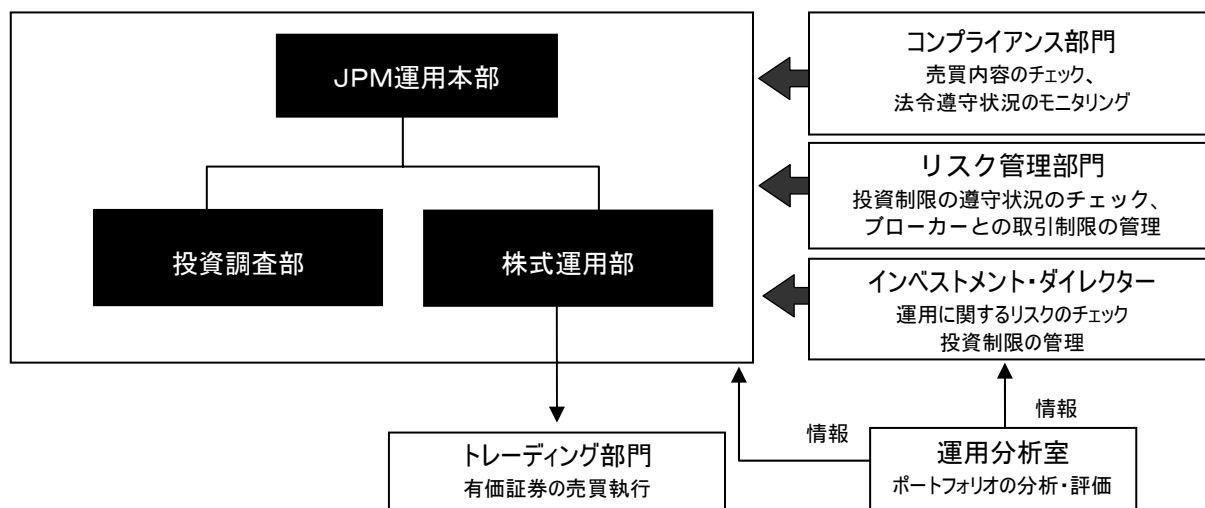 JPM運用本部
投資調査部
株式運用部
コンプライアンス部門
売買内容のチェック、
法令遵守状況のモニタリング
リスク管理部門
投資制限の遵守状況のチェック、
ブローカーとの取引制限の管理
インベストメント・ダイレクター
運用に関するリスクのチェック
投資制限の管理
情報
情報
トレーディング部門
有価証券の売買執行
運用分析室
ポートフォリオの分析・評価